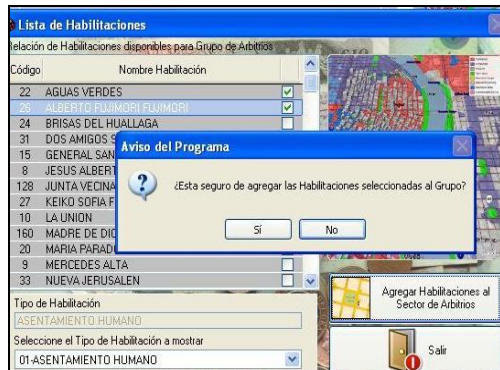 Lista de Habilitaciones
Relación de Habilitaciones disponibles para Grupo de Arbitrios
Código Nombre Habilitación
22 AGUAS VERDES
26 ALBERTO FUJIMORI FUJIMORI
24 BRISAS DEL HUALLAGA
31 DOS AMIGOS
15 GENERAL SAN
8 JESUS ALBERT
128 JUNTA VECINA
27 KEIKO SOFIA F
10 LA UNION
160 MADRE DE DIO
20 MARIA PARAD
9 MERCEDES ALTA
33 NUEVA JERUSALEN
Aviso del Programa
¿Esta seguro de agregar las Habilitaciones seleccionadas al Grupo?
Sí No
Tipo de Habilitación
ASENTAMIENTO HUMANO
Seleccione el Tipo de Habilitación a mostrar
01-ASENTAMIENTO HUMANO
Agregar Habilitaciones al
Sector de Arbitrios
Salir